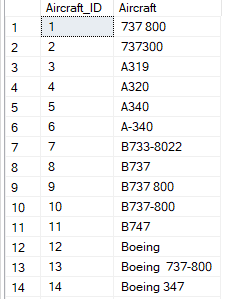 Aircraft_ID Aircraft
1 1 737 800
2 2 737300
3 3 A319
4 4 A320
5 5 A340
6 6 A-340
7 7 B733-8022
8 8 B737
9 9 B737 800
10 10 B737-800
11 11 B747
12 12 Boeing
13 13 Boeing  737-800
14 14 Boeing 347